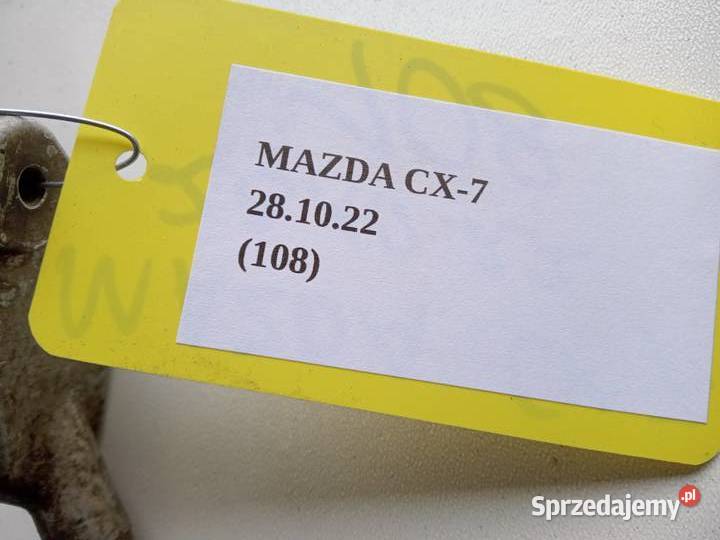 MAZDA CX-7
28.10.22
(108)
Sprzedajemy.pl